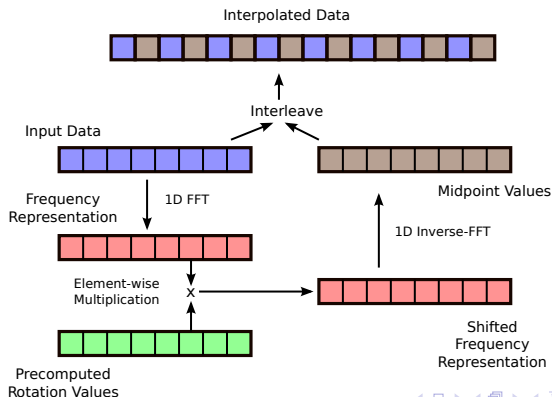 Interpolated Data
Interleave
Input Data
Midpoint Values
Frequency
Representation
1D FFT
1D Inverse-FFT
Element-wise
Multiplication
x
Shifted
Frequency
Representation
Precomputed
Rotation Values